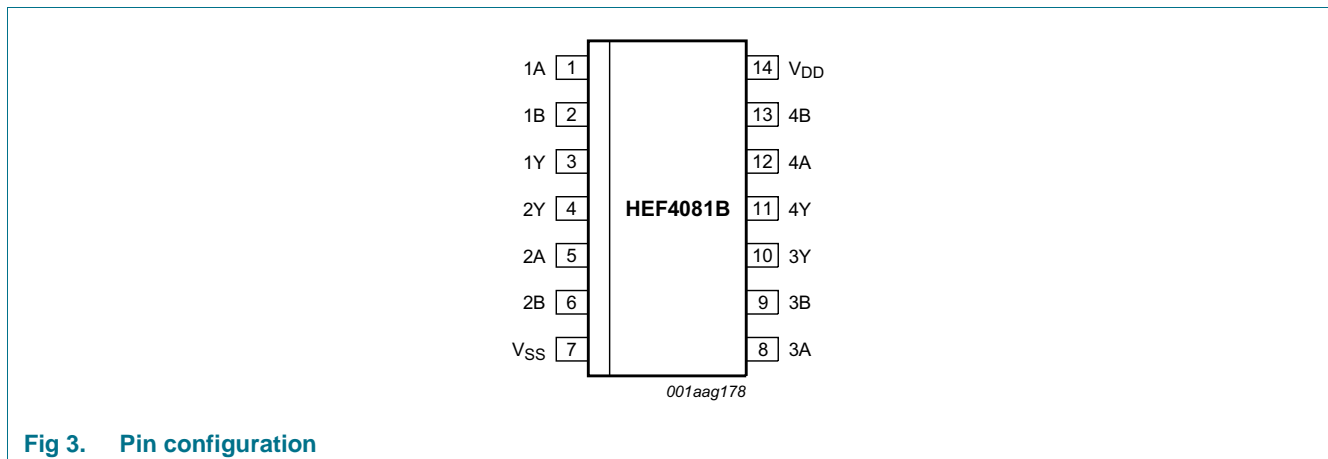 1A 1 14 VDD
1B 2 13 4B
1Y 3 12 4A
2Y 4 HEF4081B 11 4Y
2A 5 10 3Y
2B 6 9 3B
VSS 7 8 3A
001aag178
Fig 3. Pin configuration